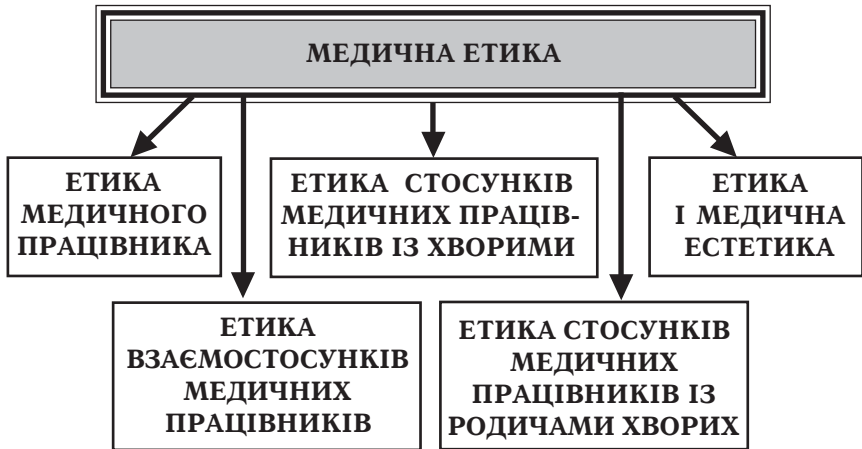 МЕДИЧНА ЕТИКА
ЕТИКА
МЕДИЧНОГО
ПРАЦІВНИКА
ЕТИКА СТОСУНКІВ
МЕДИЧНИХ ПРАЦІВ-
НИКІВ ІЗ ХВОРИМИ
ЕТИКА
І МЕДИЧНА
ЕСТЕТИКА
ЕТИКА
ВЗАЄМОСТОСУНКІВ
МЕДИЧНИХ
ПРАЦІВНИКІВ
ЕТИКА СТОСУНКІВ
МЕДИЧНИХ
ПРАЦІВНИКІВ ІЗ
РОДИЧАМИ ХВОРИХ